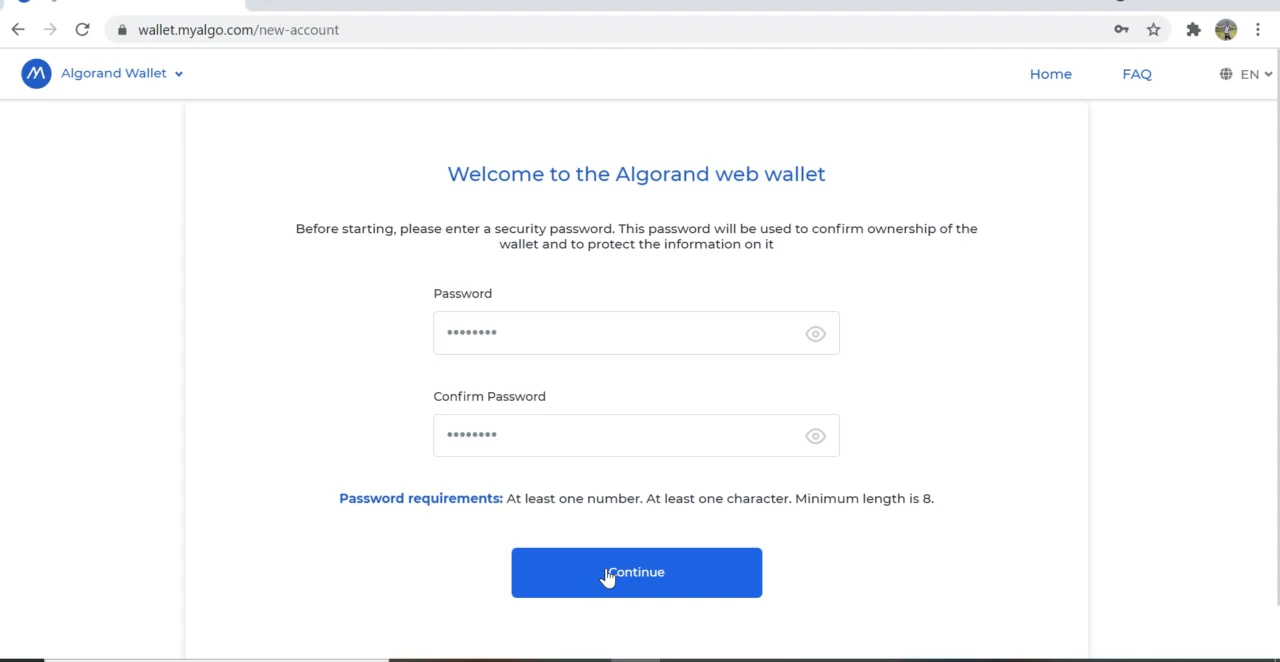 wallet.myalgo.com/new-account
Algorand Wallet
Home
FAQ
EN
Welcome to the Algorand web wallet
Before starting, please enter a security password. This password will be used to confirm ownership of the
wallet and to protect the information on it
Password
••••••••
Confirm Password
••••••••
Password requirements: At least one number. At least one character. Minimum length is 8.
Continue